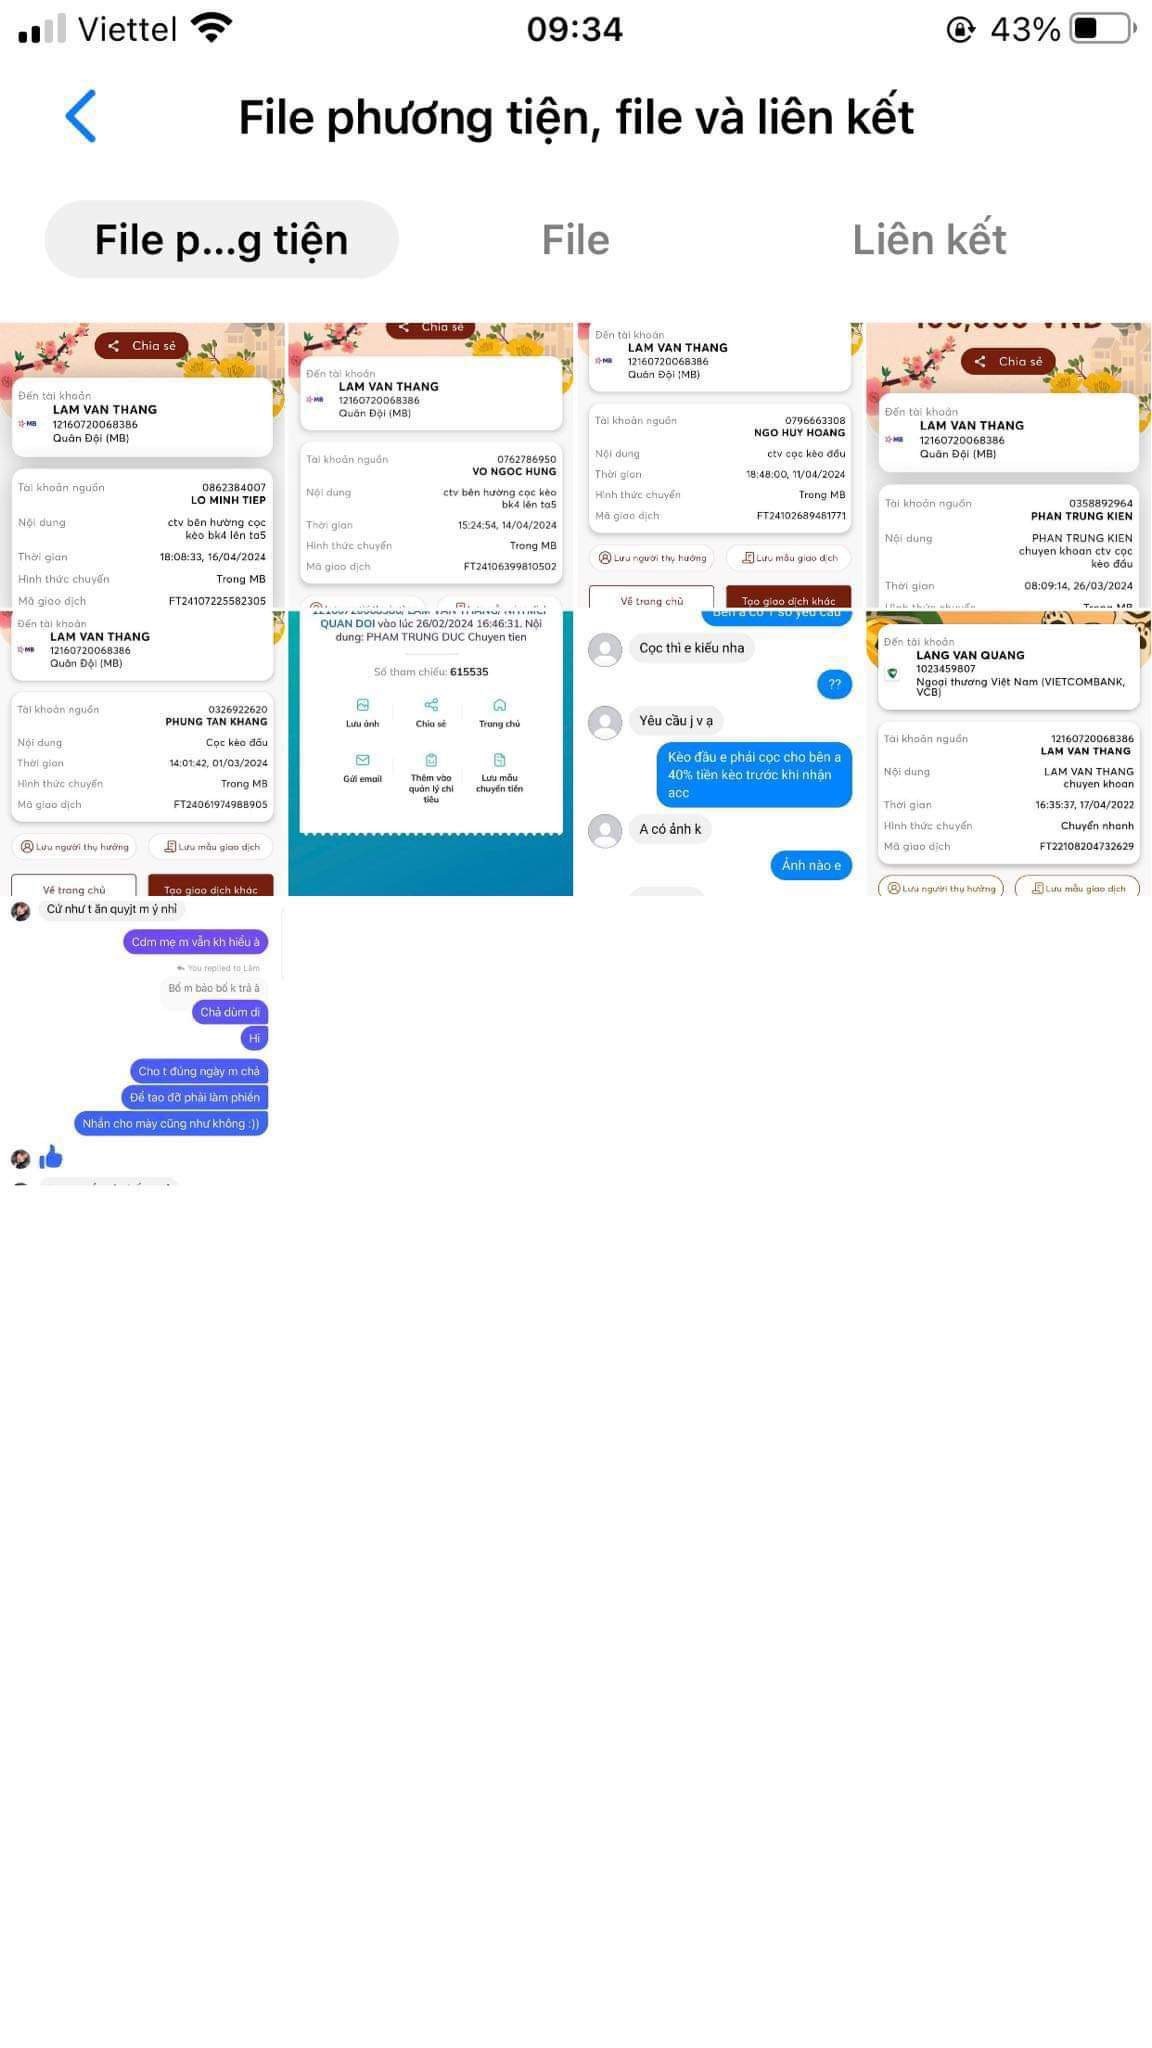 Viettel
09:34
43%
File phương tiện, file và liên kết
File p...g tiện
File
Liên kết
Chia sẻ
Đến tài khoản
LAM VAN THANG
MB
12160720068386
Quân Đội (MB)
Tài khoản nguồn
0862384007
LO MINH TIEP
Nội dung
ctv bên hường cọc
kèo bk4 lên ta5
Thời gian
18:08:33, 16/04/2024
Hình thức chuyển
Trong MB
Mã giao dịch
FT24107225582305
Chia sẻ
Đến tài khoản
LAM VAN THANG
MB
12160720068386
Quân Đội (MB)
Tài khoản nguồn
0762786950
VO NGOC HUNG
Nội dung
ctv bên hường cọc kèo
bk4 lên ta5
Thời gian
15:24:54, 14/04/2024
Hình thức chuyển
Trong MB
Mã giao dịch
FT24106399810502
Đến tài khoản
LAM VAN THANG
MB
12160720068386
Quân Đội (MB)
Tài khoản nguồn
0796663308
NGO HUY HOANG
Nội dung
ctv cọc kèo đầu
Thời gian
18:48:00, 11/04/2024
Hình thức chuyển
Trong MB
Mã giao dịch
FT24102689481771
Lưu người thụ hưởng
Lưu mẫu giao dịch
Về trang chủ
Tạo giao dịch khác
Chia sẻ
Đến tài khoản
LAM VAN THANG
MB
12160720068386
Quân Đội (MB)
Tài khoản nguồn
0358892964
PHAN TRUNG KIEN
Nội dung
PHAN TRUNG KIEN
chuyen khoan ctv cọc
kèo đầu
Thời gian
08:09:14, 26/03/2024
Hình thức chuyển
Trong MB
Đến tài khoản
LAM VAN THANG
MB
12160720068386
Quân Đội (MB)
Tài khoản nguồn
0326922620
PHUNG TAN KHANG
Nội dung
Cọc kèo đầu
Thời gian
14:01:42, 01/03/2024
Hình thức chuyển
Trong MB
Mã giao dịch
FT24061974988905
Lưu người thụ hưởng
Lưu mẫu giao dịch
Về trang chủ
Tạo giao dịch khác
QUAN DOI vào lúc 26/02/2024 16:46:31. Nội
dung: PHAM TRUNG DUC Chuyen tien
Số tham chiếu: 615535
Lưu ảnh
Chia sẻ
Trang chủ
Gửi email
Thêm vào
quản lý chi
tiêu
Lưu mẫu
chuyển tiền
Cọc thì e kiếu nha
??
Yêu cầu j v ạ
Kèo đầu e phải cọc cho bên a
40% tiền kèo trước khi nhận
acc
A có ảnh k
Ảnh nào e
Đến tài khoản
LANG VAN QUANG
1023459807
Ngoại thương Việt Nam (VIETCOMBANK,
VCB)
Tài khoản nguồn
12160720068386
LAM VAN THANG
Nội dung
LAM VAN THANG
chuyen khoan
Thời gian
16:35:37, 17/04/2022
Hình thức chuyển
Chuyển nhanh
Mã giao dịch
FT22108204732629
Lưu người thụ hưởng
Lưu mẫu giao dịch
Cứ như t ăn quyjt m ý nhỉ
Cdm mẹ m vẫn kh hiểu à
You replied to Lâm
Bố m bảo bố k trả à
Chả dùm di
Hi
Cho t đúng ngày m chả
Để tao đỡ phải làm phiền
Nhắn cho mày cũng như không :))